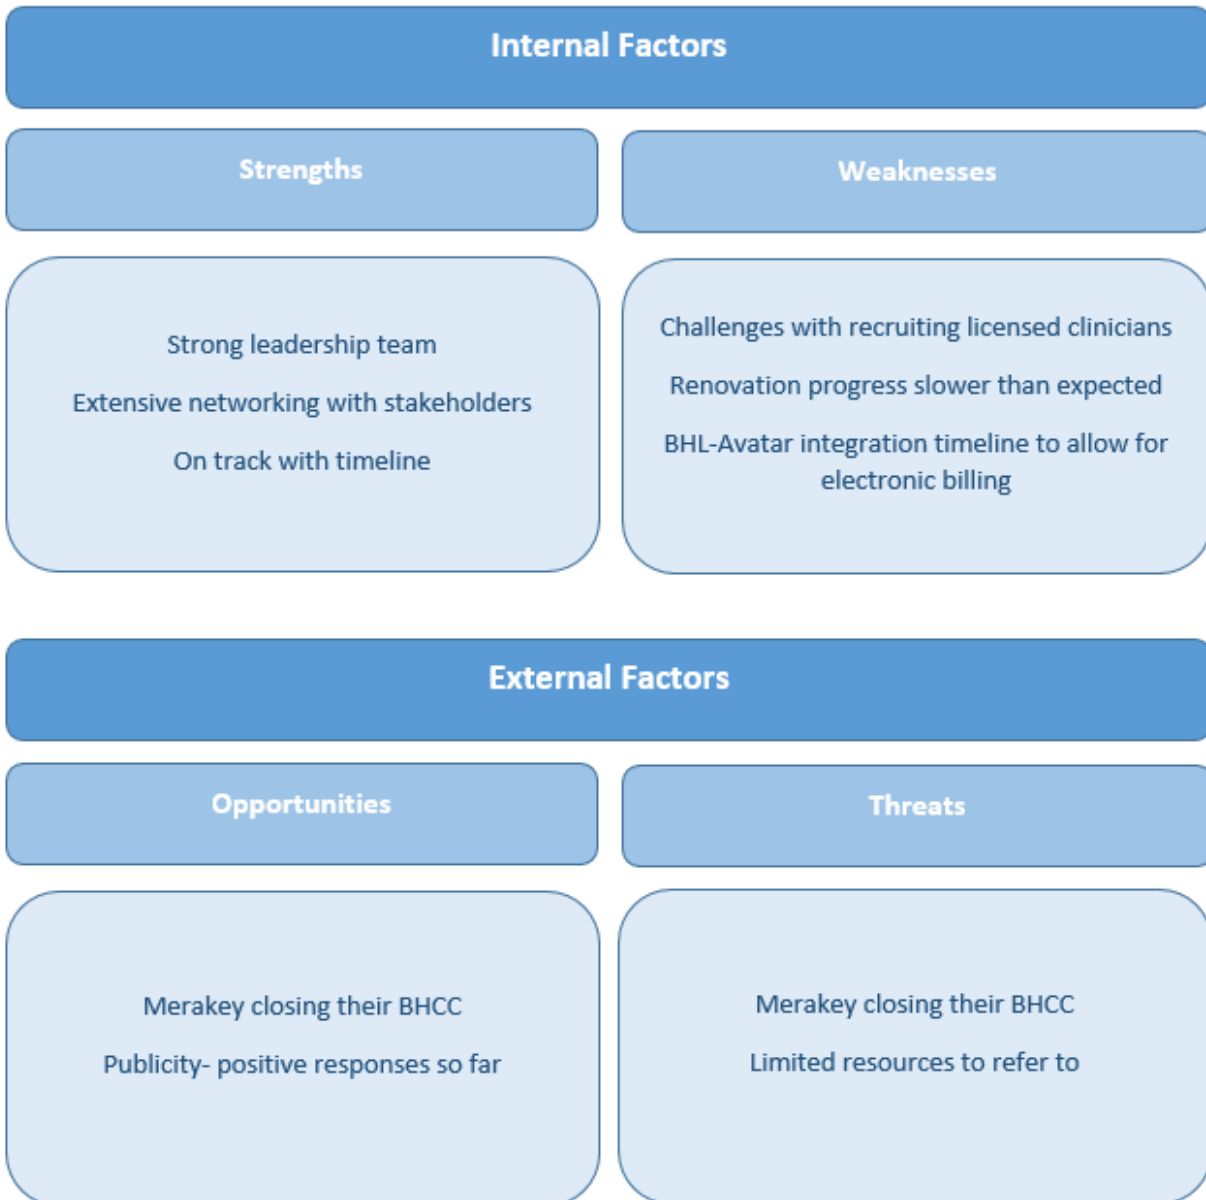 Internal Factors
Strengths
Weaknesses
Strong leadership team
Extensive networking with stakeholders
On track with timeline
Challenges with recruiting licensed clinicians
Renovation progress slower than expected
BHL-Avatar integration timeline to allow for
electronic billing
External Factors
Opportunities
Threats
Merakey closing their BHCC
Publicity- positive responses so far
Merakey closing their BHCC
Limited resources to refer to